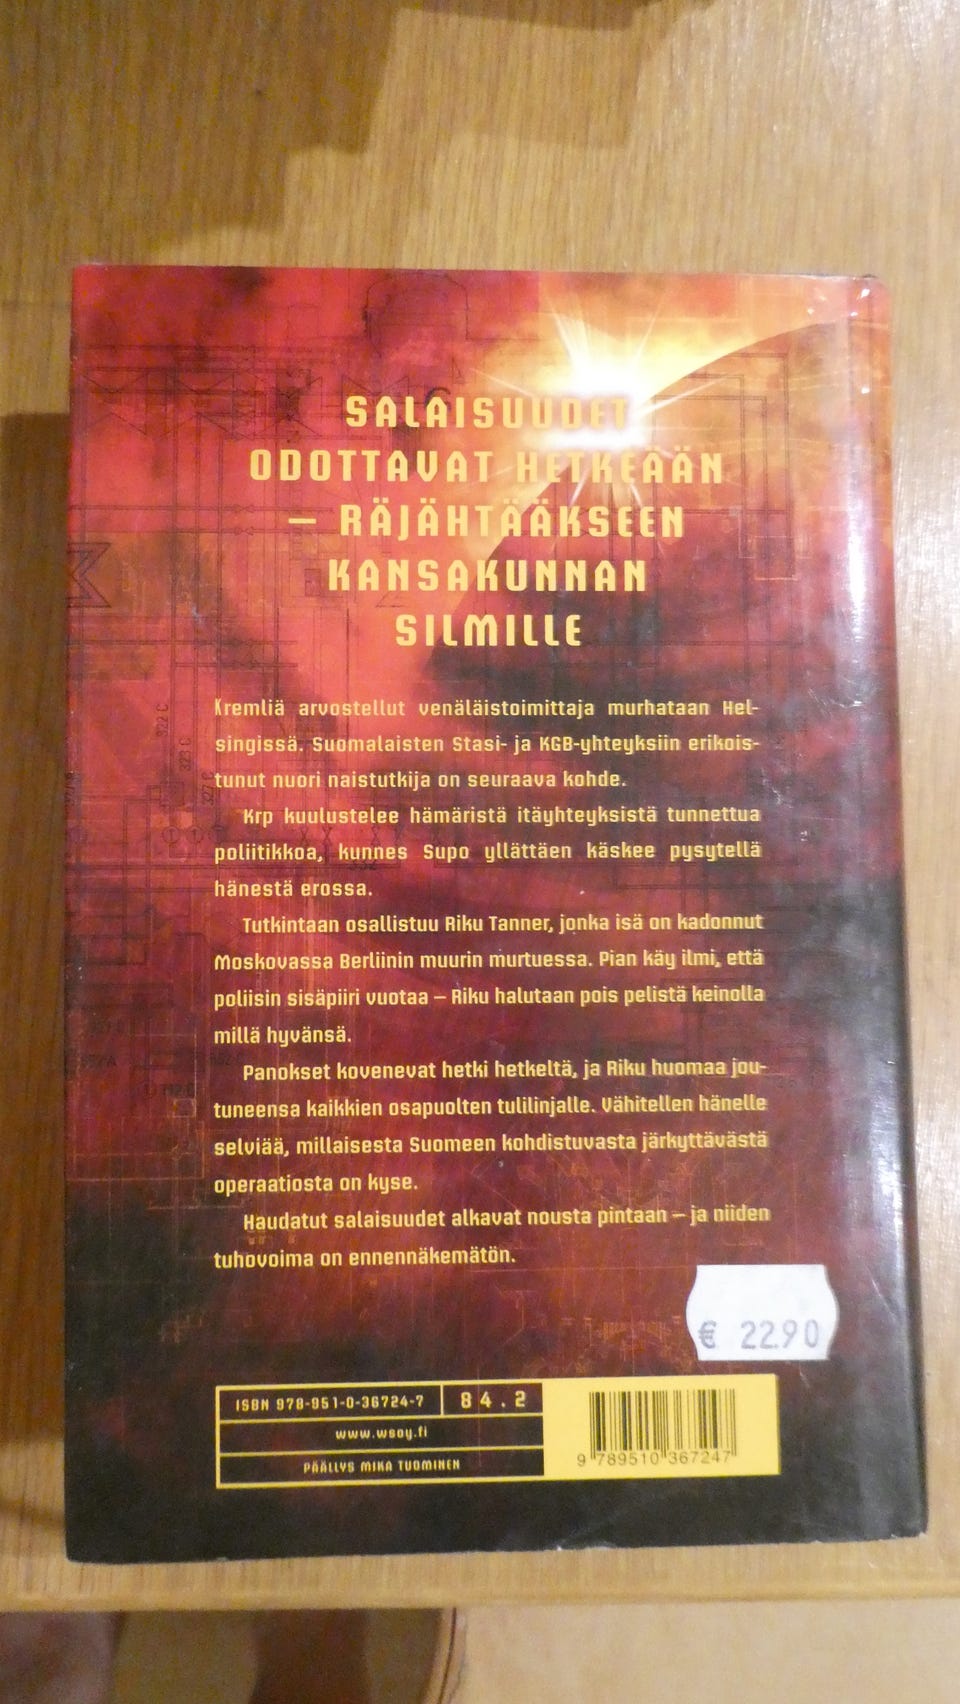 SALAISUUDET
ODOTTAVAT HETKEÄÄN
– RÄJÄHTÄÄKSEEN
KANSAKUNNAN
SILMILLE
Kremliä arvostellut venäläistoimittaja murhataan Hel-
singissä. Suomalaisten Stasi- ja KGB-yhteyksiin erikois-
tunut nuori naistutkija on seuraava kohde.
Krp kuulustelee hämäristä itäyhteyksistä tunnettua
poliitikkoa, kunnes Supo yllättäen käskee pysytellä
hänestä erossa.
Tutkintaan osallistuu Riku Tanner, jonka isä on kadonnut
Moskovassa Berliinin muurin murtuessa. Pian käy ilmi, että
poliisin sisäpiiri vuotaa – Riku halutaan pois pelistä keinolla
millä hyvänsä.
Panokset kovenevat hetki hetkeltä, ja Riku huomaa jou-
tuneensa kaikkien osapuolten tulilinjalle. Vähitellen hänelle
selviää, millaisesta Suomeen kohdistuvasta järkyttävästä
operaatiosta on kyse.
Haudatut salaisuudet alkavat nousta pintaan – ja niiden
tuhovoima on ennennäkemätön.
€ 22.90
ISBN 978-951-0-36724-7 84.2
www.wsoy.fi
PÄÄLLYS MIKA TUOMINEN
9 789510 367247
322 C
323 C
327 C
332